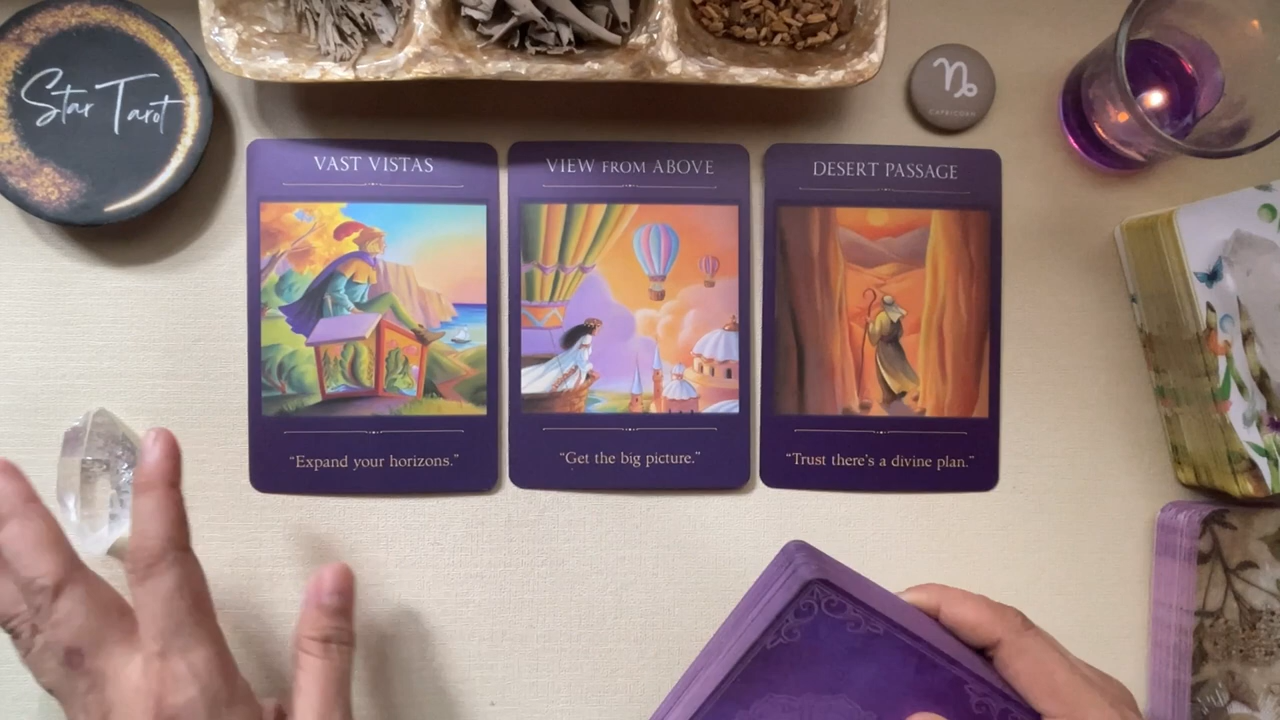 Star Tarot
CAPRICORN
VAST VISTAS
"Expand your horizons."
VIEW FROM ABOVE
"Get the big picture."
DESERT PASSAGE
"Trust there's a divine plan."